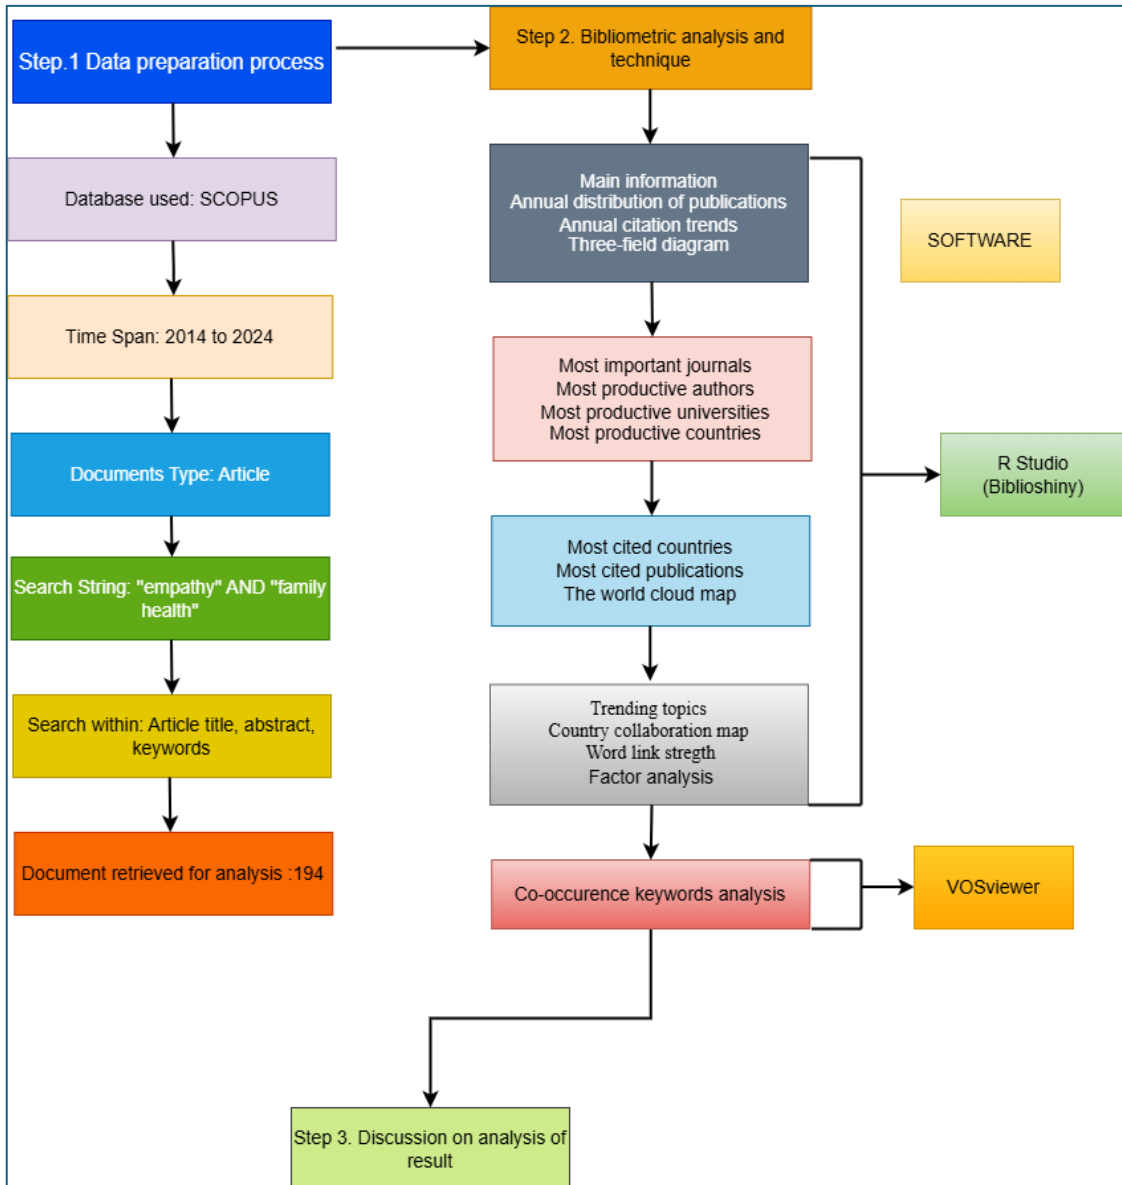 Step.1 Data preparation process
Database used: SCOPUS
Time Span: 2014 to 2024
Documents Type: Article
Search String: "empathy" AND "family
health"
Search within: Article title, abstract,
keywords
Document retrieved for analysis :194
Step 2. Bibliometric analysis and
technique
Main information
Annual distribution of publications
Annual citation trends
Three-field diagram
Most important journals
Most productive authors
Most productive universities
Most productive countries
Most cited countries
Most cited publications
The world cloud map
Trending topics
Country collaboration map
Word link stregth
Factor analysis
Co-occurence keywords analysis
SOFTWARE
R Studio
(Biblioshiny)
VOSviewer
Step 3. Discussion on analysis of
result